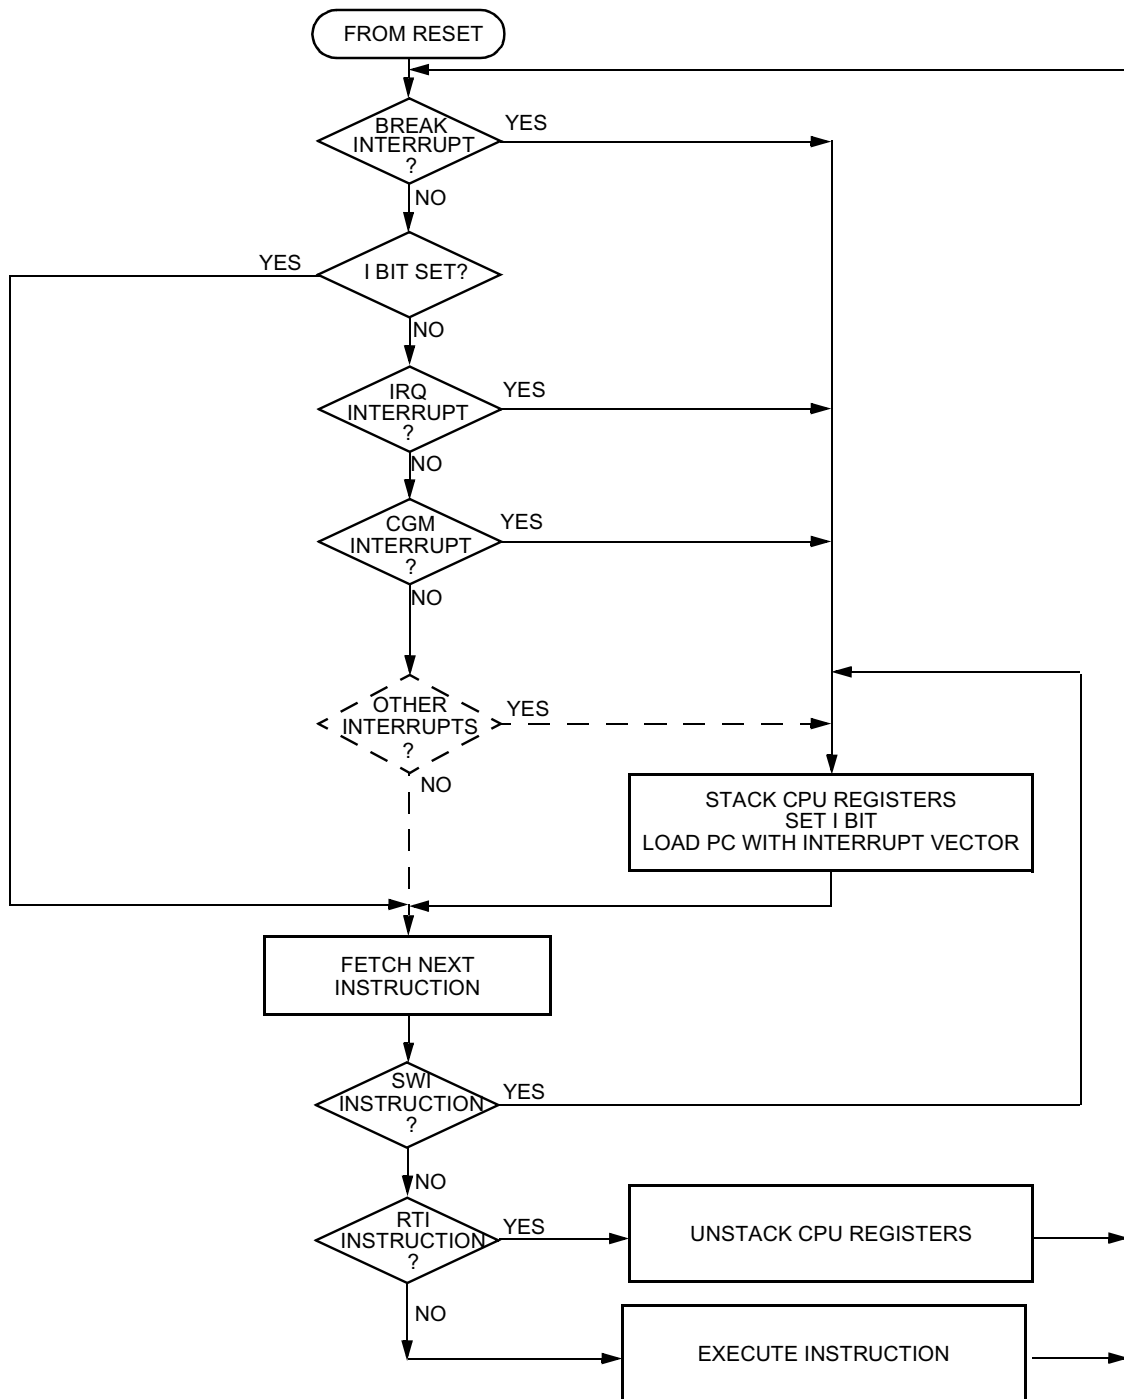 FROM RESET
BREAK
INTERRUPT
?
YES
NO
I BIT SET?
YES
NO
IRQ
INTERRUPT
?
YES
NO
CGM
INTERRUPT
?
YES
NO
OTHER
INTERRUPTS
?
YES
NO
STACK CPU REGISTERS
SET I BIT
LOAD PC WITH INTERRUPT VECTOR
FETCH NEXT
INSTRUCTION
SWI
INSTRUCTION
?
YES
NO
RTI
INSTRUCTION
?
YES
UNSTACK CPU REGISTERS
NO
EXECUTE INSTRUCTION